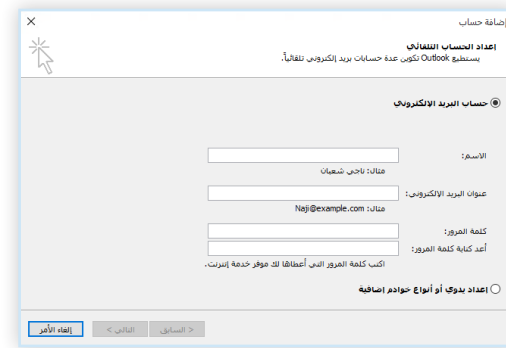 إضافة حساب
إعداد الحساب التلقائي
يستطيع Outlook تكوين عدة حسابات بريد إلكتروني تلقائياً.
حساب البريد الإلكتروني
الاسم:
مثال: ناجي شعبان
عنوان البريد الإلكتروني:
مثال: Naji@example.com
كلمة المرور:
أعد كتابة كلمة المرور:
اكتب كلمة المرور التي أعطاها لك موفر خدمة إنترنت.
إعداد يدوي أو أنواع خوادم إضافية
< السابق
التالي >
إلغاء الأمر